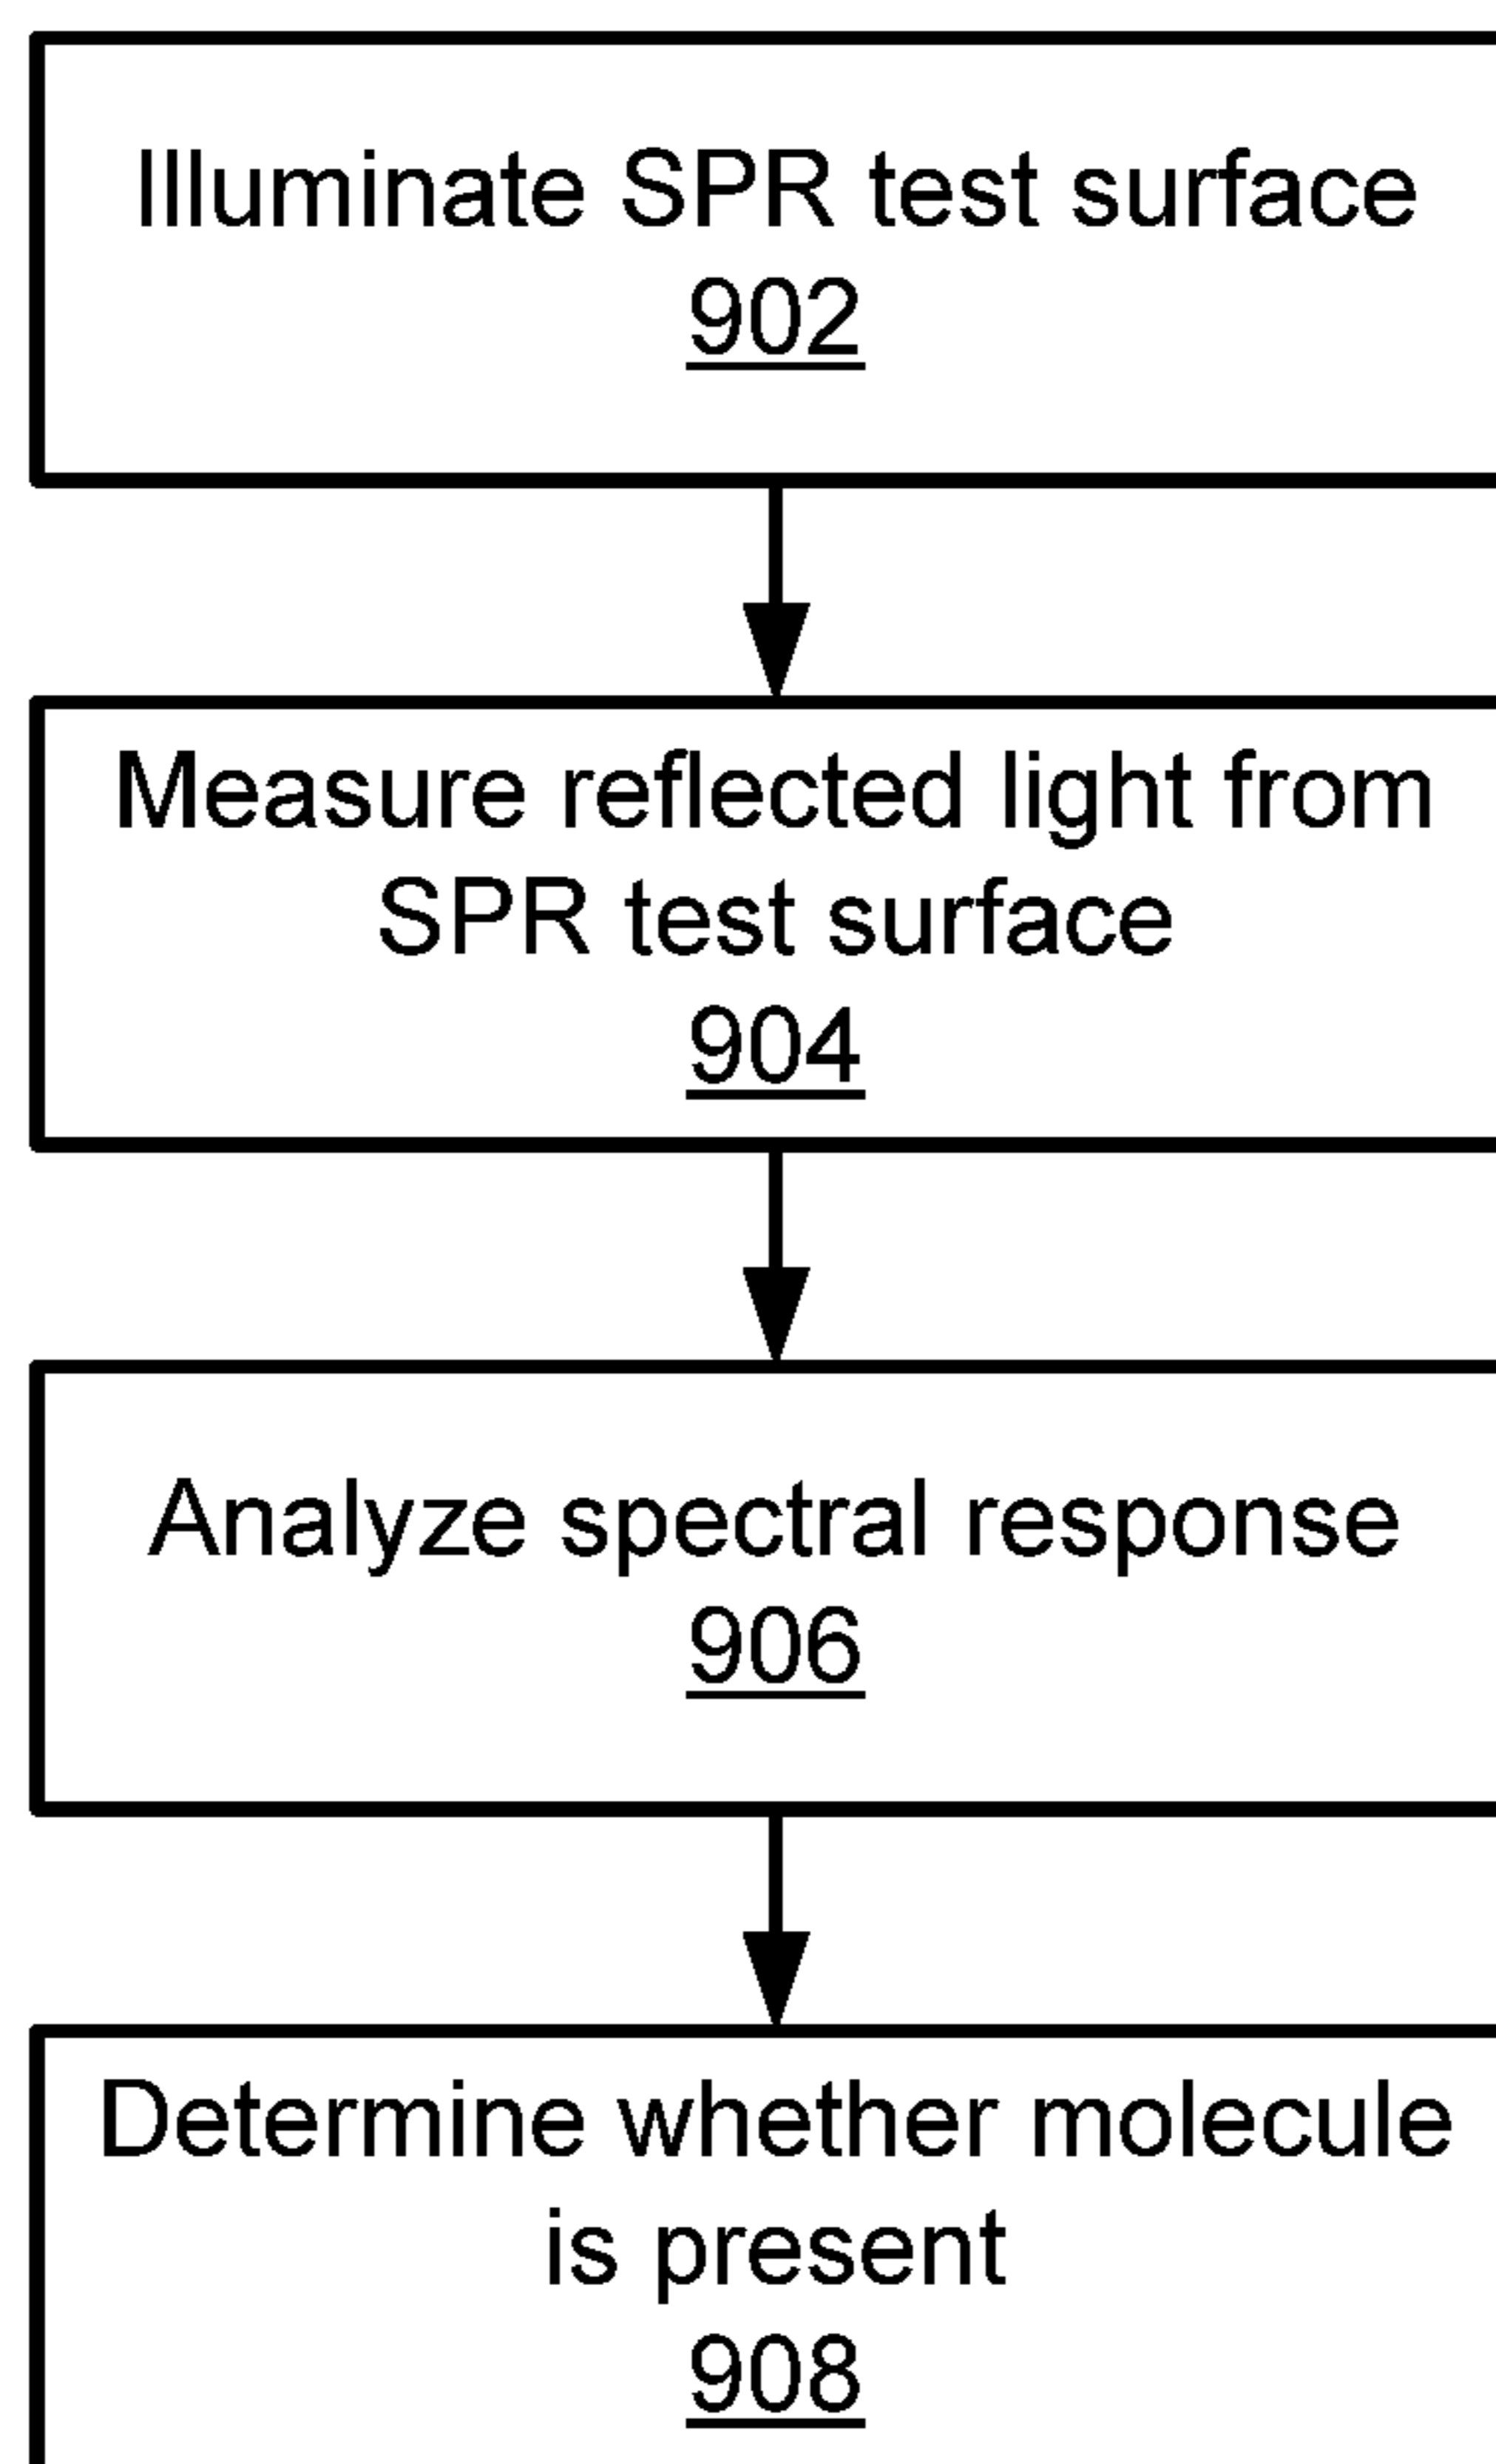 Illuminate SPR test surface
902
Measure reflected light from
SPR test surface
904
Analyze spectral response
906
Determine whether molecule
is present
908